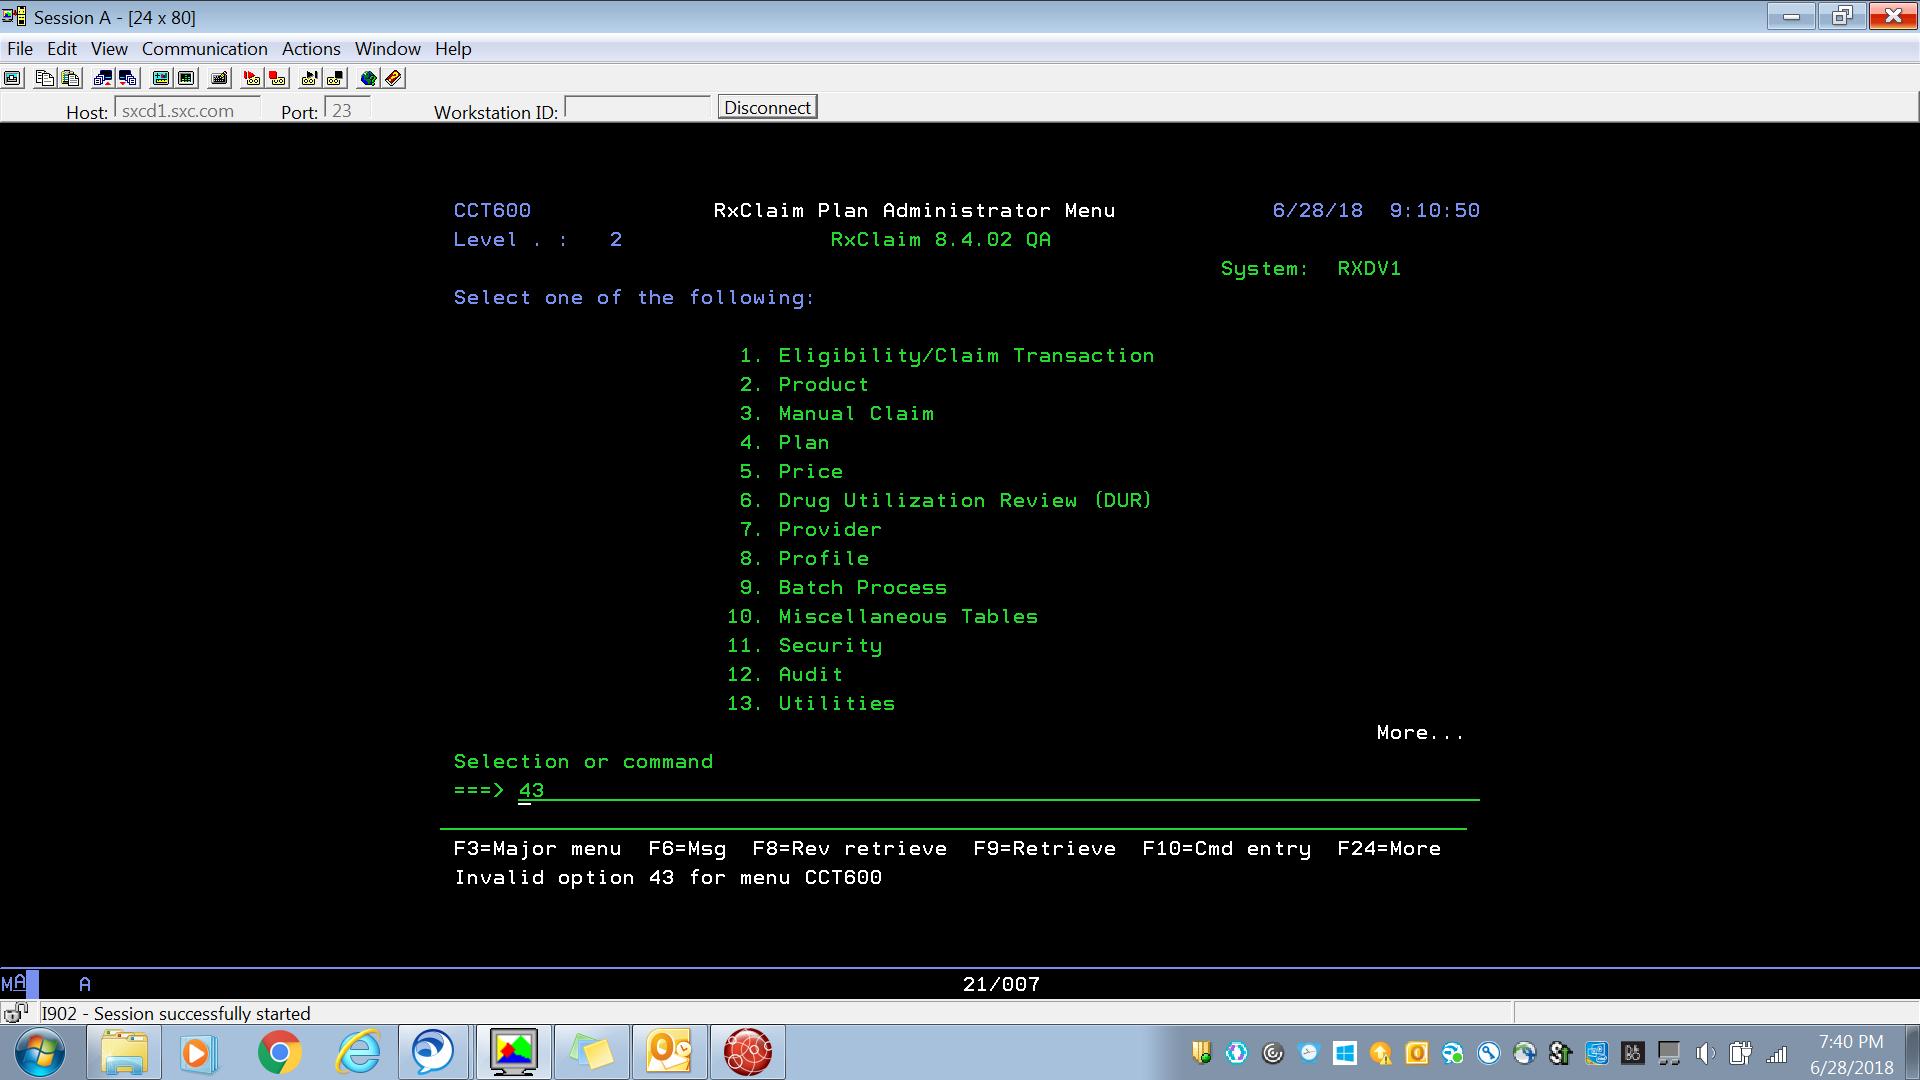 Session A - [24 x 80]
File Edit View Communication Actions Window Help
Host: sxcd1.sxc.com Port: 23 Workstation ID: Disconnect
CCT600 RxClaim Plan Administrator Menu 6/28/18 9:10:50
Level . : 2 RxClaim 8.4.02 QA
System: RXDV1
Select one of the following:
1. Eligibility/Claim Transaction
2. Product
3. Manual Claim
4. Plan
5. Price
6. Drug Utilization Review (DUR)
7. Provider
8. Profile
9. Batch Process
10. Miscellaneous Tables
11. Security
12. Audit
13. Utilities
More...
Selection or command
===> 43
F3=Major menu F6=Msg F8=Rev retrieve F9=Retrieve F10=Cmd entry F24=More
Invalid option 43 for menu CCT600
MA A 21/007
I902 - Session successfully started
7:40 PM
6/28/2018